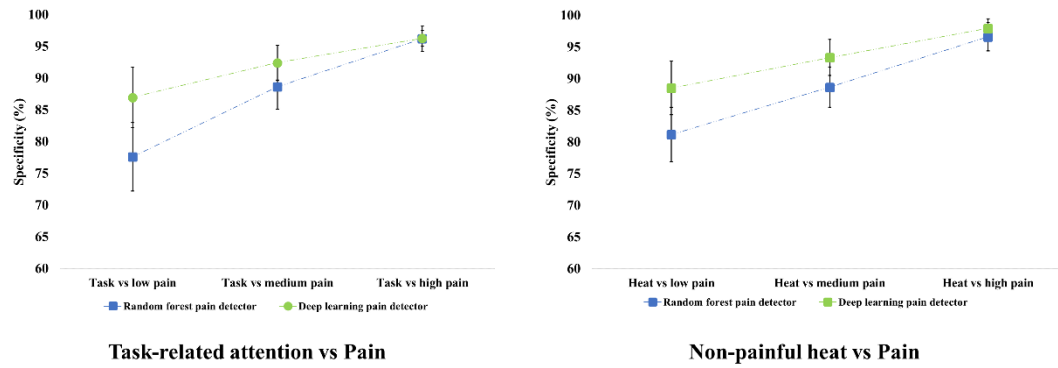 100
95
90
85
80
75
70
65
60
Specificity (%)
Task vs low pain
Task vs medium pain
Task vs high pain
Random forest pain detector
Deep learning pain detector
Task-related attention vs Pain
100
95
90
85
80
75
70
65
60
Specificity (%)
Heat vs low pain
Heat vs medium pain
Heat vs high pain
Random forest pain detector
Deep learning pain detector
Non-painful heat vs Pain